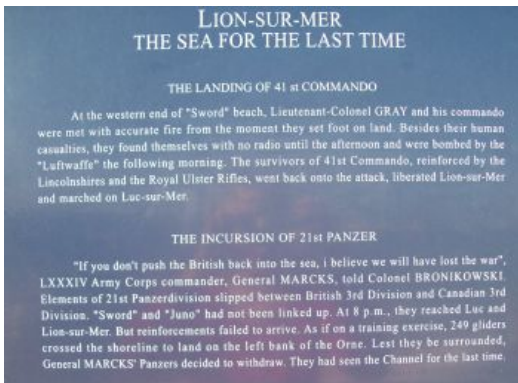 LION-SUR-MER
THE SEA FOR THE LAST TIME
THE LANDING OF 41 st COMMANDO
At the western end of "Sword" beach, Lieutenant-Colonel GRAY and his commando
were met with accurate fire from the moment they set foot on land. Besides their human
casualties, they found themselves with no radio until the afternoon and were bombed by the
"Luftwaffe" the following morning. The survivors of 41st Commando, reinforced by the
Lincolnshires and the Royal Ulster Rifles, went back onto the attack, liberated Lion-sur-Mer
and marched on Luc-sur-Mer.
THE INCURSION OF 21st PANZER
"If you don't push the British back into the sea, i believe we will have lost the war",
LXXXIV Army Corps commander, General MARCKS, told Colonel BRONIKOWSKI.
Elements of 21st Panzerdivision slipped between British 3rd Division and Canadian 3rd
Division. "Sword" and "Juno" had not been linked up. At 8 p.m., they reached Luc and
Lion-sur-Mer. But reinforcements failed to arrive. As if on a training exercise, 249 gliders
crossed the shoreline to land on the left bank of the Orne. Lest they be surrounded,
General MARCKS' Panzers decided to withdraw. They had seen the Channel for the last time.